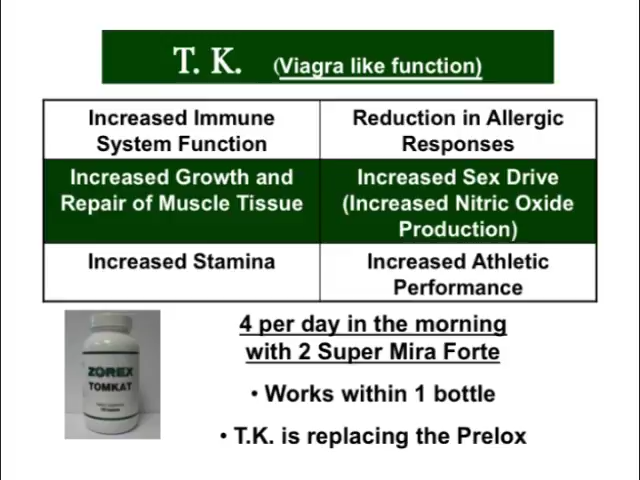 T. K. (Viagra like function)
Increased Immune
System Function
Reduction in Allergic
Responses
Increased Growth and
Repair of Muscle Tissue
Increased Sex Drive
(Increased Nitric Oxide
Production)
Increased Stamina
Increased Athletic
Performance
4 per day in the morning
with 2 Super Mira Forte
ZOREX
TOMKAT
• Works within 1 bottle
• T.K. is replacing the Prelox